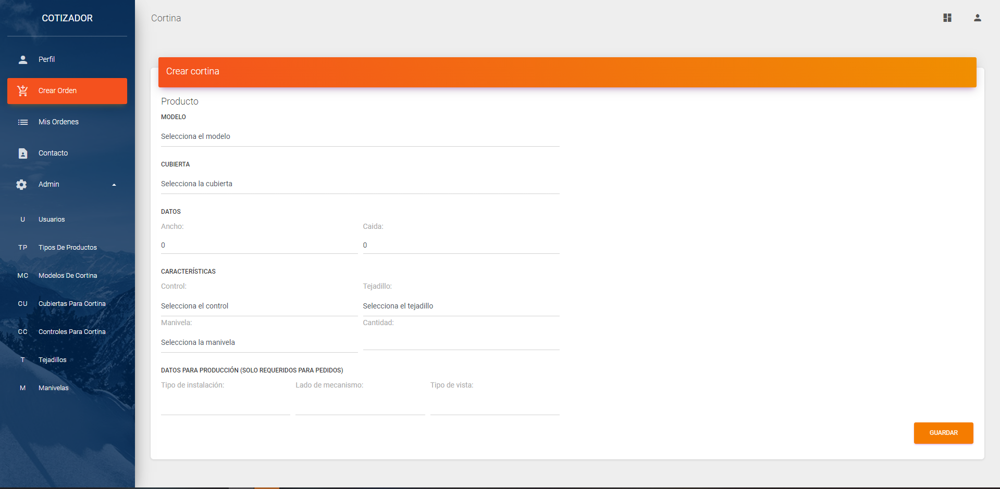 COTIZADOR
Perfil
Crear Orden
Mis Ordenes
Contacto
Admin
U Usuarios
TP Tipos De Productos
MC Modelos De Cortina
CU Cubiertas Para Cortina
CC Controles Para Cortina
T Tejadillos
M Manivelas
Cortina
Crear cortina
Producto
MODELO
Selecciona el modelo
CUBIERTA
Selecciona la cubierta
DATOS
Ancho: Caida:
0 0
CARACTERÍSTICAS
Control: Tejadillo:
Selecciona el control Selecciona el tejadillo
Manivela: Cantidad:
Selecciona la manivela
DATOS PARA PRODUCCIÓN (SOLO REQUERIDOS PARA PEDIDOS)
Tipo de instalación: Lado de mecanismo: Tipo de vista:
GUARDAR